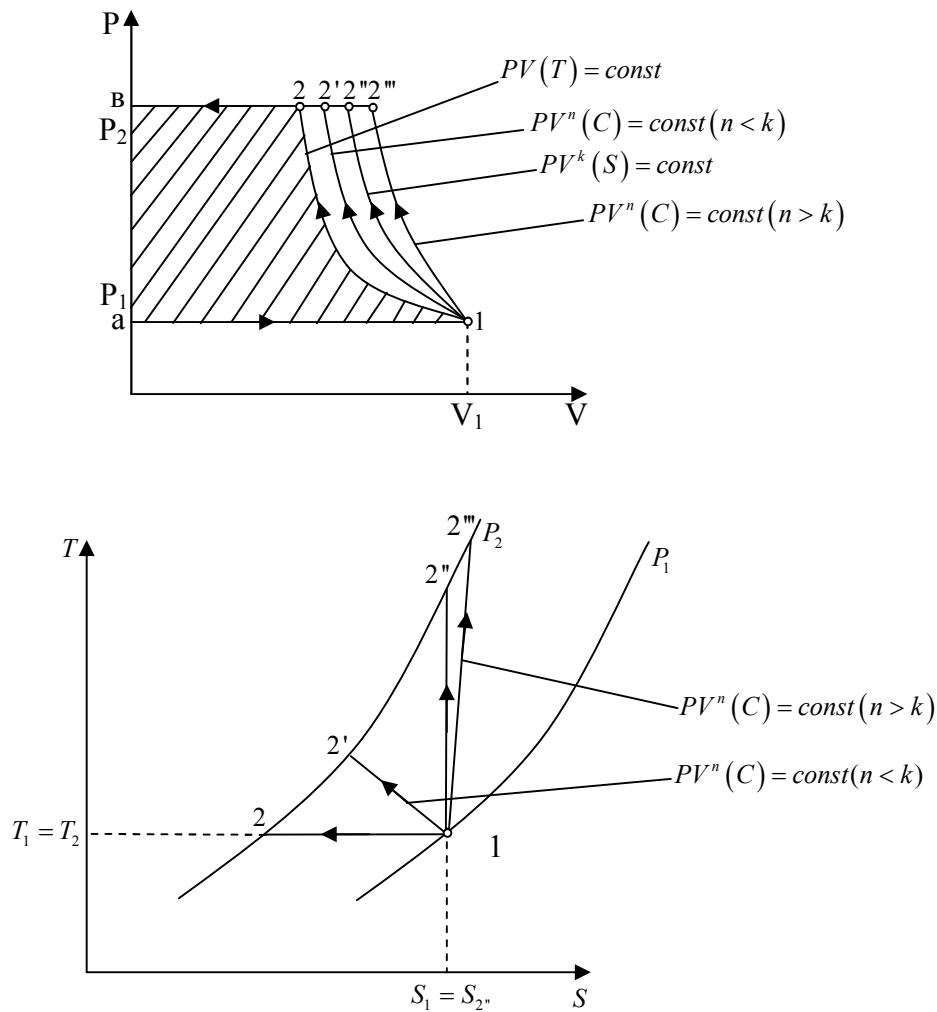 P
PV(T) = const
2 2' 2" 2'''
в
P₂
PVⁿ(C) = const(n < k)
PVᵏ(S) = const
PVⁿ(C) = const(n > k)
P₁
а
1
V₁
V
T
2'''
P₂
P₁
2"
PVⁿ(C) = const(n > k)
2'
PVⁿ(C) = const(n < k)
2
T₁ = T₂
1
S₁ = S₂"
S